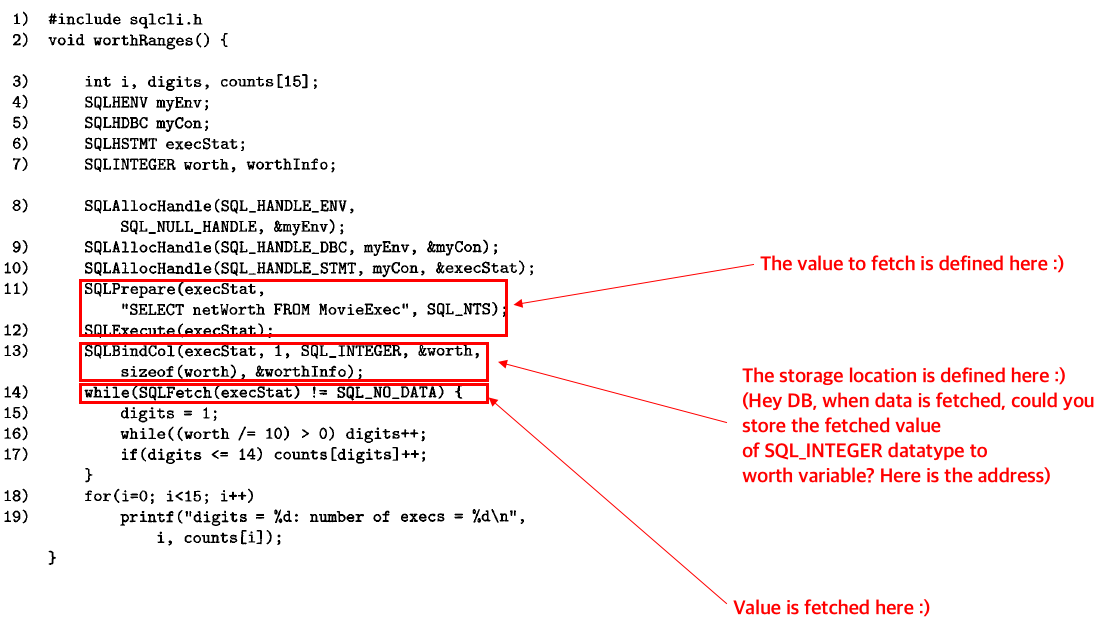 1) #include sqlcli.h
2) void worthRanges() {
3) int i, digits, counts[15];
4) SQLHENV myEnv;
5) SQLHDBC myCon;
6) SQLHSTMT execStat;
7) SQLINTEGER worth, worthInfo;
8) SQLAllocHandle(SQL_HANDLE_ENV,
SQL_NULL_HANDLE, &myEnv);
9) SQLAllocHandle(SQL_HANDLE_DBC, myEnv, &myCon);
10) SQLAllocHandle(SQL_HANDLE_STMT, myCon, &execStat);
11) SQLPrepare(execStat,
"SELECT netWorth FROM MovieExec", SQL_NTS);
12) SQLExecute(execStat);
13) SQLBindCol(execStat, 1, SQL_INTEGER, &worth,
sizeof(worth), &worthInfo);
14) while(SQLFetch(execStat) != SQL_NO_DATA) {
15) digits = 1;
16) while((worth /= 10) > 0) digits++;
17) if(digits <= 14) counts[digits]++;
}
18) for(i=0; i<15; i++)
19) printf("digits = %d: number of execs = %d\n",
i, counts[i]);
}
The value to fetch is defined here :)
The storage location is defined here :)
(Hey DB, when data is fetched, could you
store the fetched value
of SQL_INTEGER datatype to
worth variable? Here is the address)
Value is fetched here :)